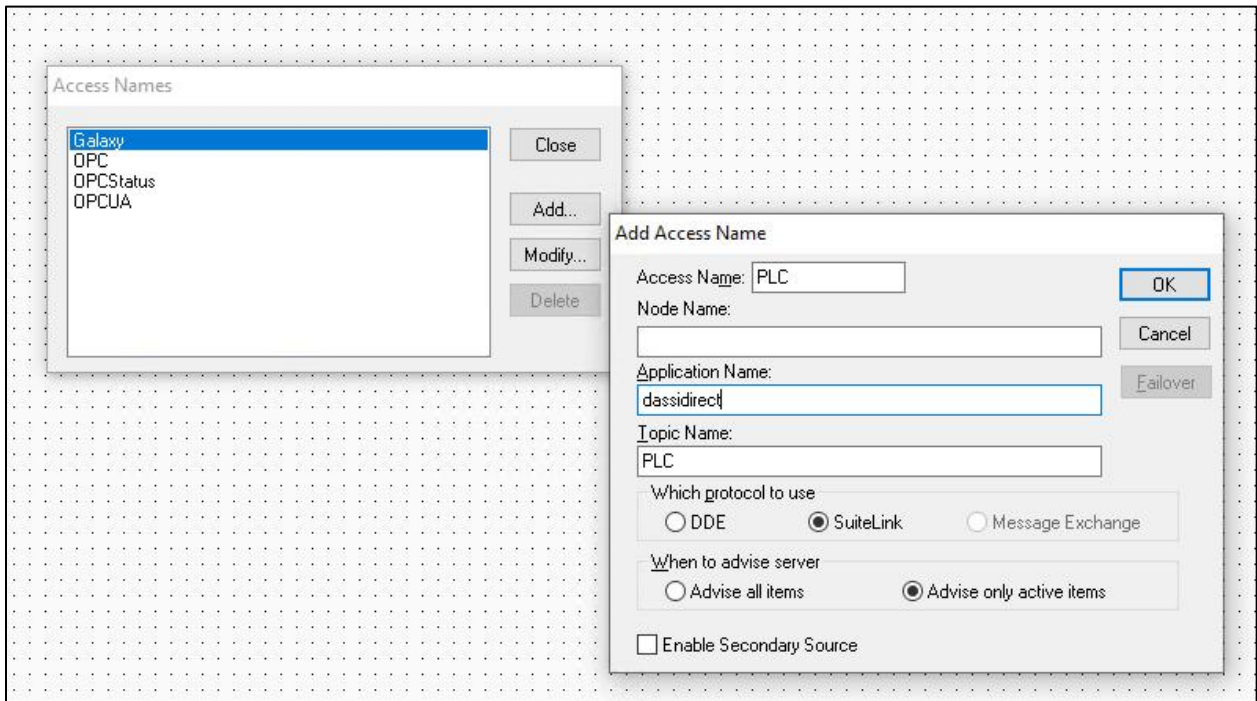 Access Names
Galaxy
OPC
OPCStatus
OPCUA
Close
Add...
Modify...
Delete
Add Access Name
Access Name: PLC
Node Name:
Application Name:
dassidirect
Topic Name:
PLC
Which protocol to use
DDE SuiteLink Message Exchange
When to advise server
Advise all items Advise only active items
Enable Secondary Source
OK
Cancel
Failover